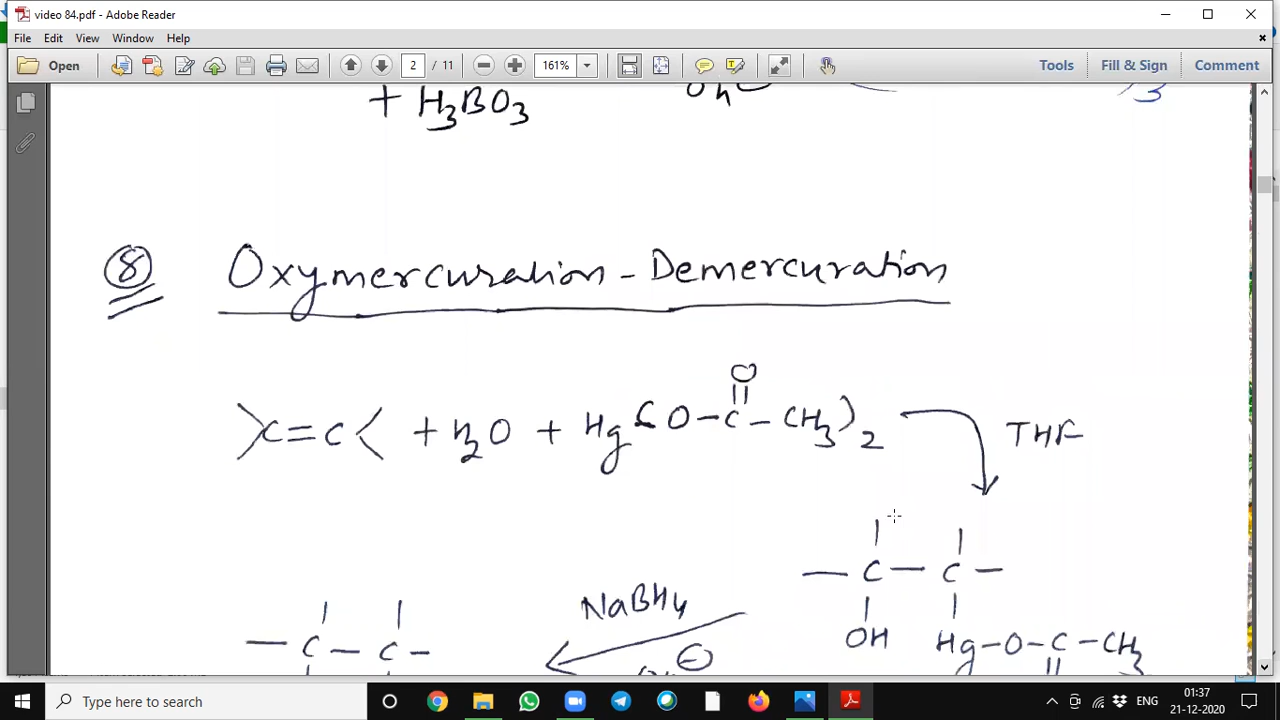 video 84.pdf - Adobe Reader
File Edit View Window Help
Open 2 / 11 161% Tools Fill & Sign Comment
+ H3BO3
3
⑧ Oxymercuration - Demercuration
O
>C=C< + H2O + Hg(O-C-CH3)2 THF
-C-C-
NaBH4
OH Hg-O-C-CH3
-C-C-
⊖
Type here to search
ENG 01:37
21-12-2020